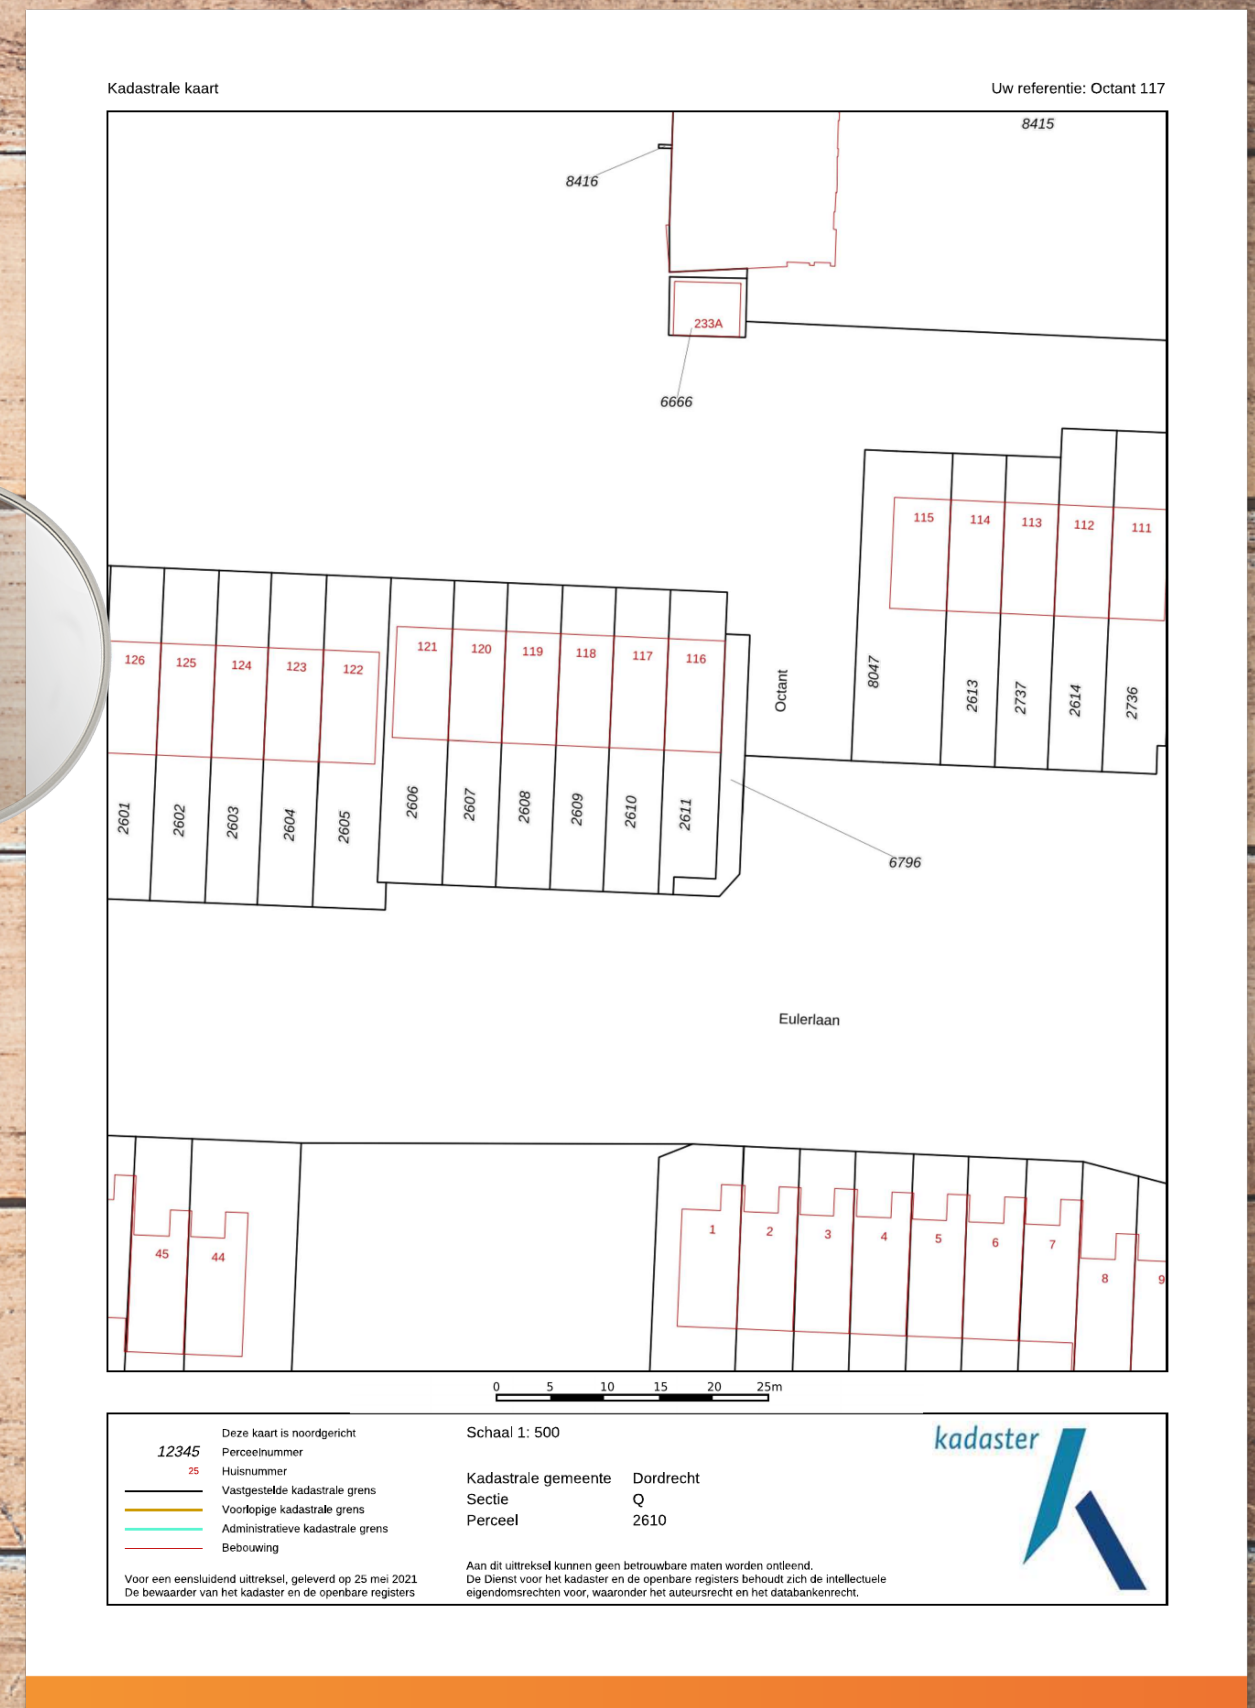 Kadastrale kaart
Uw referentie: Octant 117
8415
8416
233A
6666
115
114
113
112
111
8047
2613
2737
2614
2736
126
125
124
123
122
121
120
119
118
117
116
Octant
2601
2602
2603
2604
2605
2606
2607
2608
2609
2610
2611
6796
Eulerlaan
45
44
1
2
3
4
5
6
7
8
9
0 5 10 15 20 25m
Deze kaart is noordgericht
12345 Perceelnummer
25 Huisnummer
Vastgestelde kadastrale grens
Voorlopige kadastrale grens
Administratieve kadastrale grens
Bebouwing
Voor een eensluidend uittreksel, geleverd op 25 mei 2021
De bewaarder van het kadaster en de openbare registers
Schaal 1: 500
Kadastrale gemeente Dordrecht
Sectie Q
Perceel 2610
Aan dit uittreksel kunnen geen betrouwbare maten worden ontleend.
De Dienst voor het kadaster en de openbare registers behoudt zich de intellectuele
eigendomsrechten voor, waaronder het auteursrecht en het databankenrecht.
kadaster